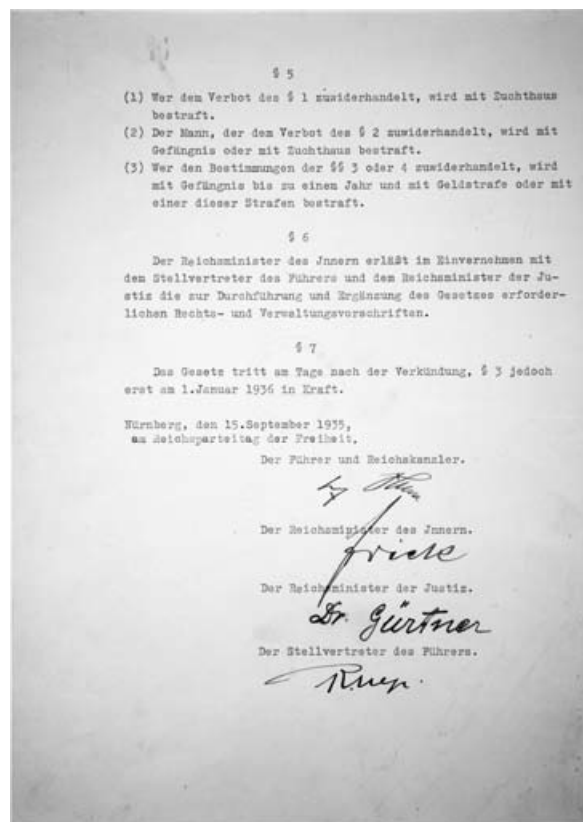 § 5
(1) Wer dem Verbot des § 1 zuwiderhandelt, wird mit Zuchthaus
bestraft.
(2) Der Mann, der dem Verbot des § 2 zuwiderhandelt, wird mit
Gefängnis oder mit Zuchthaus bestraft.
(3) Wer den Bestimmungen der §§ 3 oder 4 zuwiderhandelt, wird
mit Gefängnis bis zu einem Jahr und mit Geldstrafe oder mit
einer dieser Strafen bestraft.
§ 6
Der Reichsminister des Jnnern erläßt im Einvernehmen mit
dem Stellvertreter des Führers und dem Reichsminister der Ju-
stiz die zur Durchführung und Ergänzung des Gesetzes erforder-
lichen Rechts- und Verwaltungsvorschriften.
§ 7
Das Gesetz tritt am Tage nach der Verkündung, § 3 jedoch
erst am 1.Januar 1936 in Kraft.
Nürnberg, den 15.September 1935,
am Reichsparteitag der Freiheit.
Der Führer und Reichskanzler.
Der Reichsminister des Jnnern.
Frick
Der Reichsminister der Justiz.
Dr. Gürtner
Der Stellvertreter des Führers.